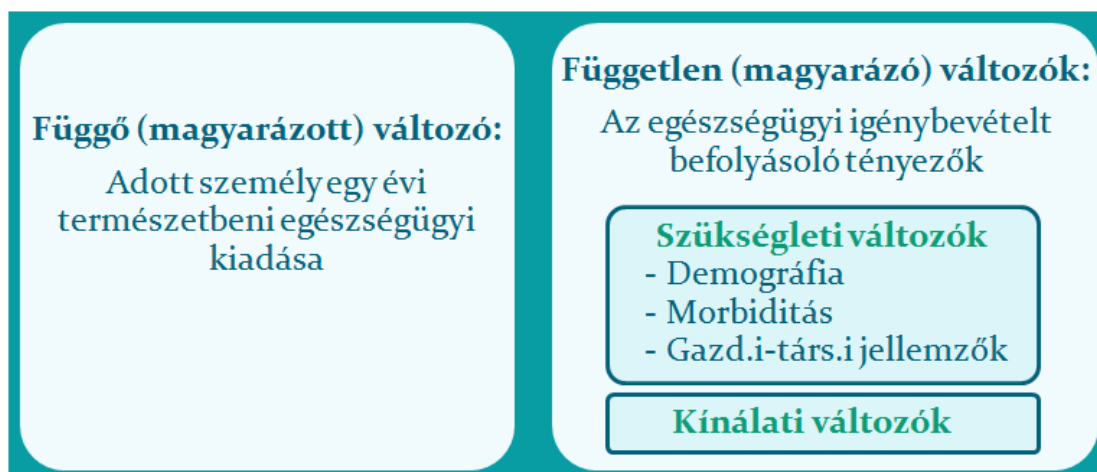 Függő (magyarázott) változó:
Adott személy egy évi
természetbeni egészségügyi
kiadása
Független (magyarázó) változók:
Az egészségügyi igénybevételt
befolyásoló tényezők
Szükségleti változók
- Demográfia
- Morbiditás
- Gazd.i-társ.i jellemzők
Kínálati változók